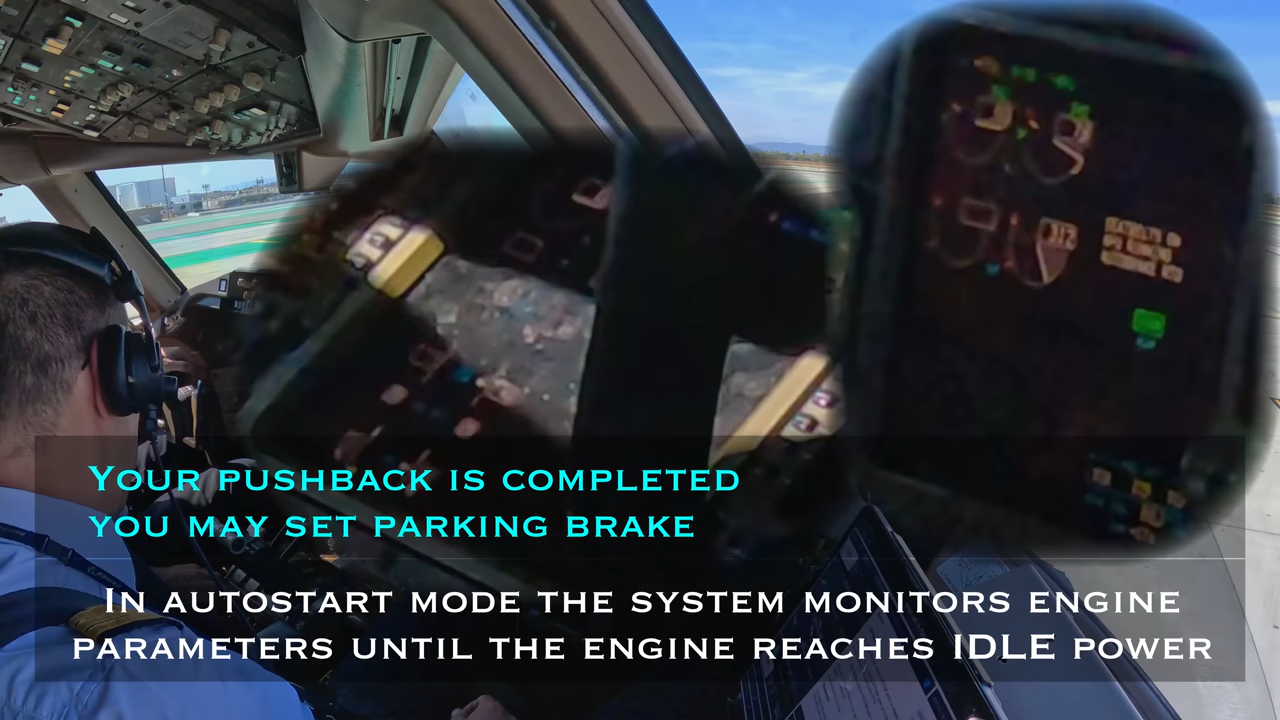 Your pushback is completed
you may set parking brake
In autostart mode the system monitors engine
parameters until the engine reaches IDLE power